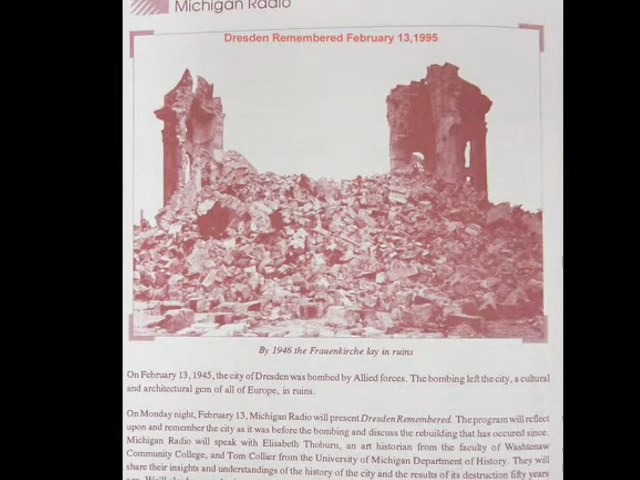 Michigan Radio
Dresden Remembered February 13,1995
By 1946 the Frauenkirche lay in ruins
On February 13, 1945, the city of Dresden was bombed by Allied forces. The bombing left the city, a cultural
and architectural gem of all of Europe, in ruins.
On Monday night, February 13, Michigan Radio will present Dresden Remembered. The program will reflect
upon and remember the city as it was before the bombing and discuss the rebuilding that has occured since.
Michigan Radio will speak with Elisabeth Thoburn, an art historian from the faculty of Washtenaw
Community College, and Tom Collier from the University of Michigan Department of History. They will
share their insights and understandings of the history of the city and the results of its destruction fifty years